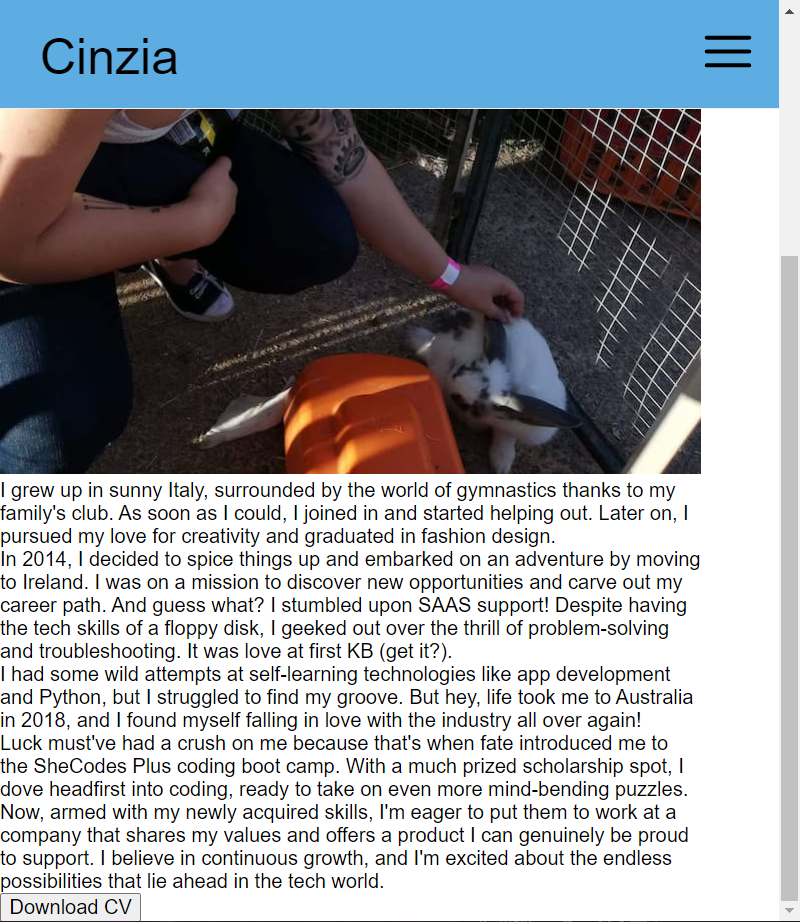 Cinzia
I grew up in sunny Italy, surrounded by the world of gymnastics thanks to my
family's club. As soon as I could, I joined in and started helping out. Later on, I
pursued my love for creativity and graduated in fashion design.
In 2014, I decided to spice things up and embarked on an adventure by moving
to Ireland. I was on a mission to discover new opportunities and carve out my
career path. And guess what? I stumbled upon SAAS support! Despite having
the tech skills of a floppy disk, I geeked out over the thrill of problem-solving
and troubleshooting. It was love at first KB (get it?).
I had some wild attempts at self-learning technologies like app development
and Python, but I struggled to find my groove. But hey, life took me to Australia
in 2018, and I found myself falling in love with the industry all over again!
Luck must've had a crush on me because that's when fate introduced me to
the SheCodes Plus coding boot camp. With a much prized scholarship spot, I
dove headfirst into coding, ready to take on even more mind-bending puzzles.
Now, armed with my newly acquired skills, I'm eager to put them to work at a
company that shares my values and offers a product I can genuinely be proud
to support. I believe in continuous growth, and I'm excited about the endless
possibilities that lie ahead in the tech world.
Download CV